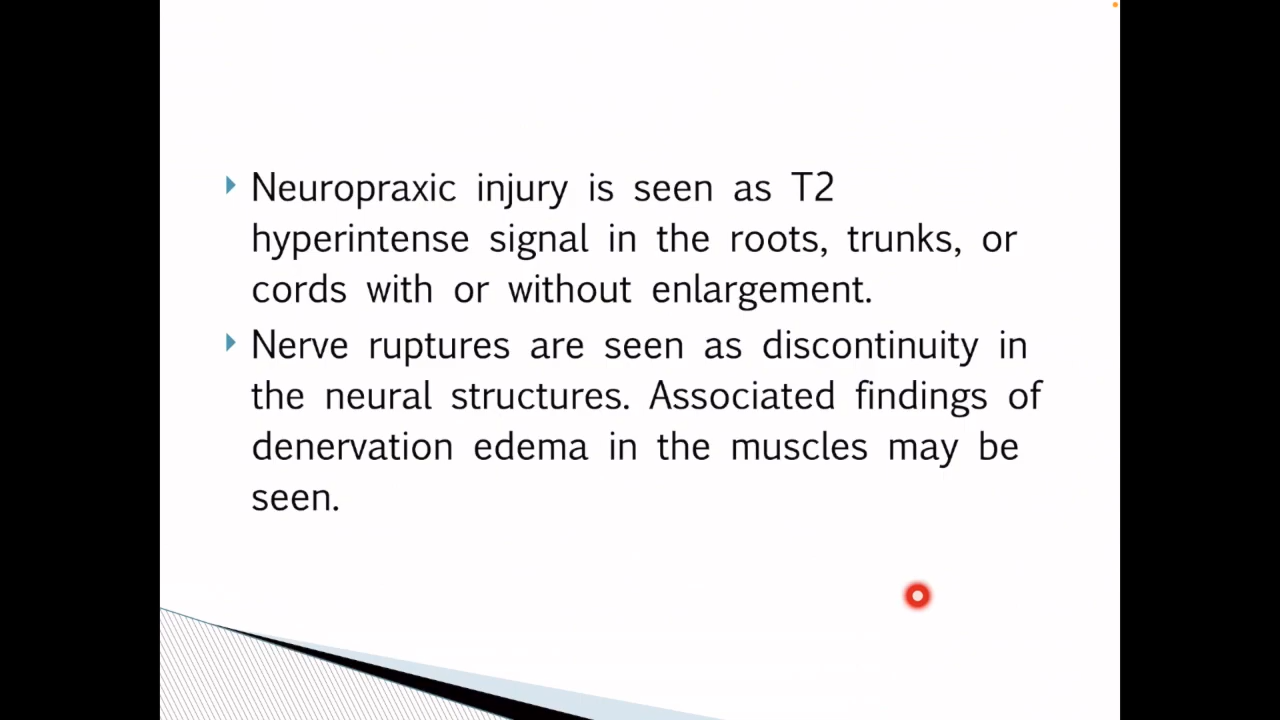 Neuropraxic injury is seen as T2
hyperintense signal in the roots, trunks, or
cords with or without enlargement.
Nerve ruptures are seen as discontinuity in
the neural structures. Associated findings of
denervation edema in the muscles may be
seen.